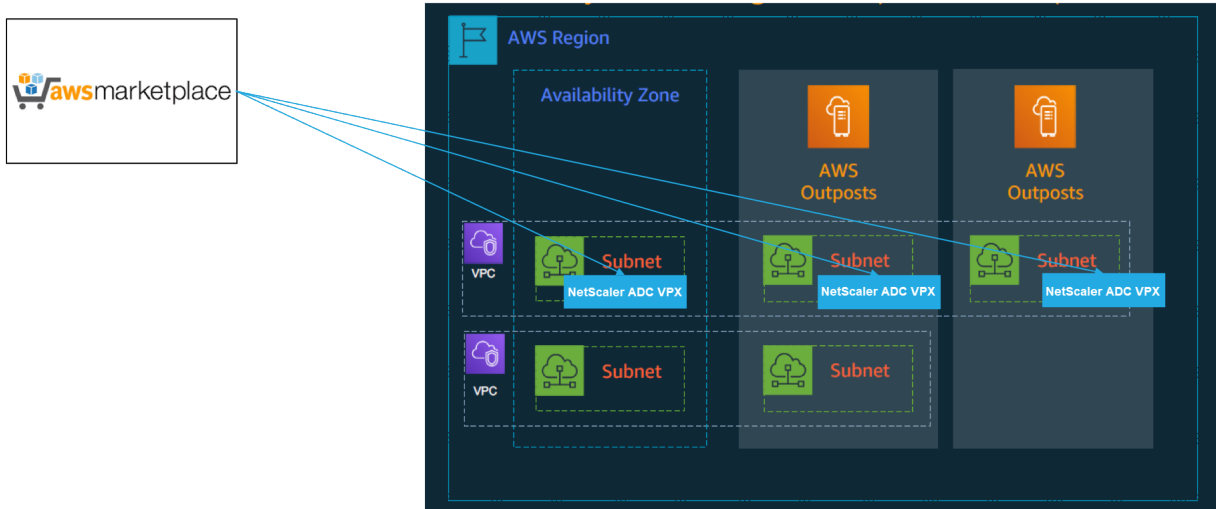 awsmarketplace
AWS Region
Availability Zone
AWS
Outposts
AWS
Outposts
VPC
Subnet
NetScaler ADC VPX
Subnet
NetScaler ADC VPX
Subnet
NetScaler ADC VPX
VPC
Subnet
Subnet